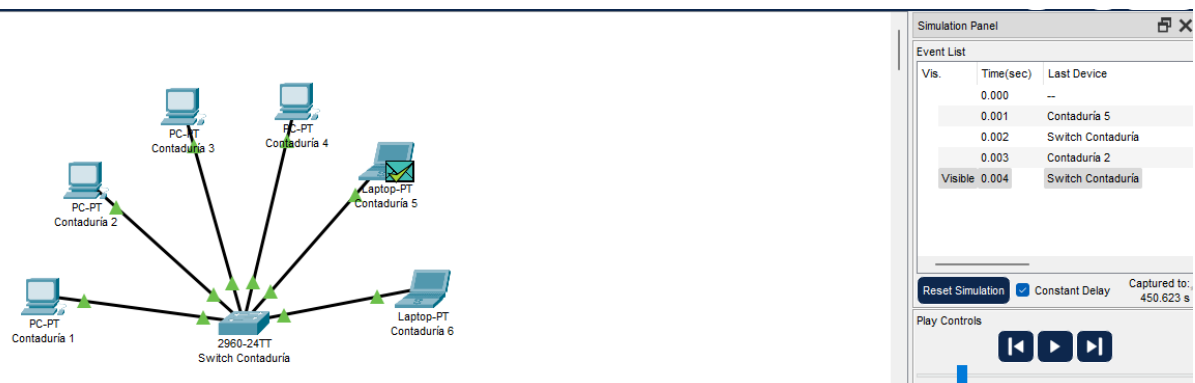 PC-PT
Contaduría 3
PC-PT
Contaduría 4
Laptop-PT
Contaduría 5
PC-PT
Contaduría 2
PC-PT
Contaduría 1
2960-24TT
Switch Contaduría
Laptop-PT
Contaduría 6
Simulation Panel
Event List
Vis. Time(sec) Last Device
0.000 --
0.001 Contaduría 5
0.002 Switch Contaduría
0.003 Contaduría 2
Visible 0.004 Switch Contaduría
Reset Simulation Constant Delay Captured to:
450.623 s
Play Controls